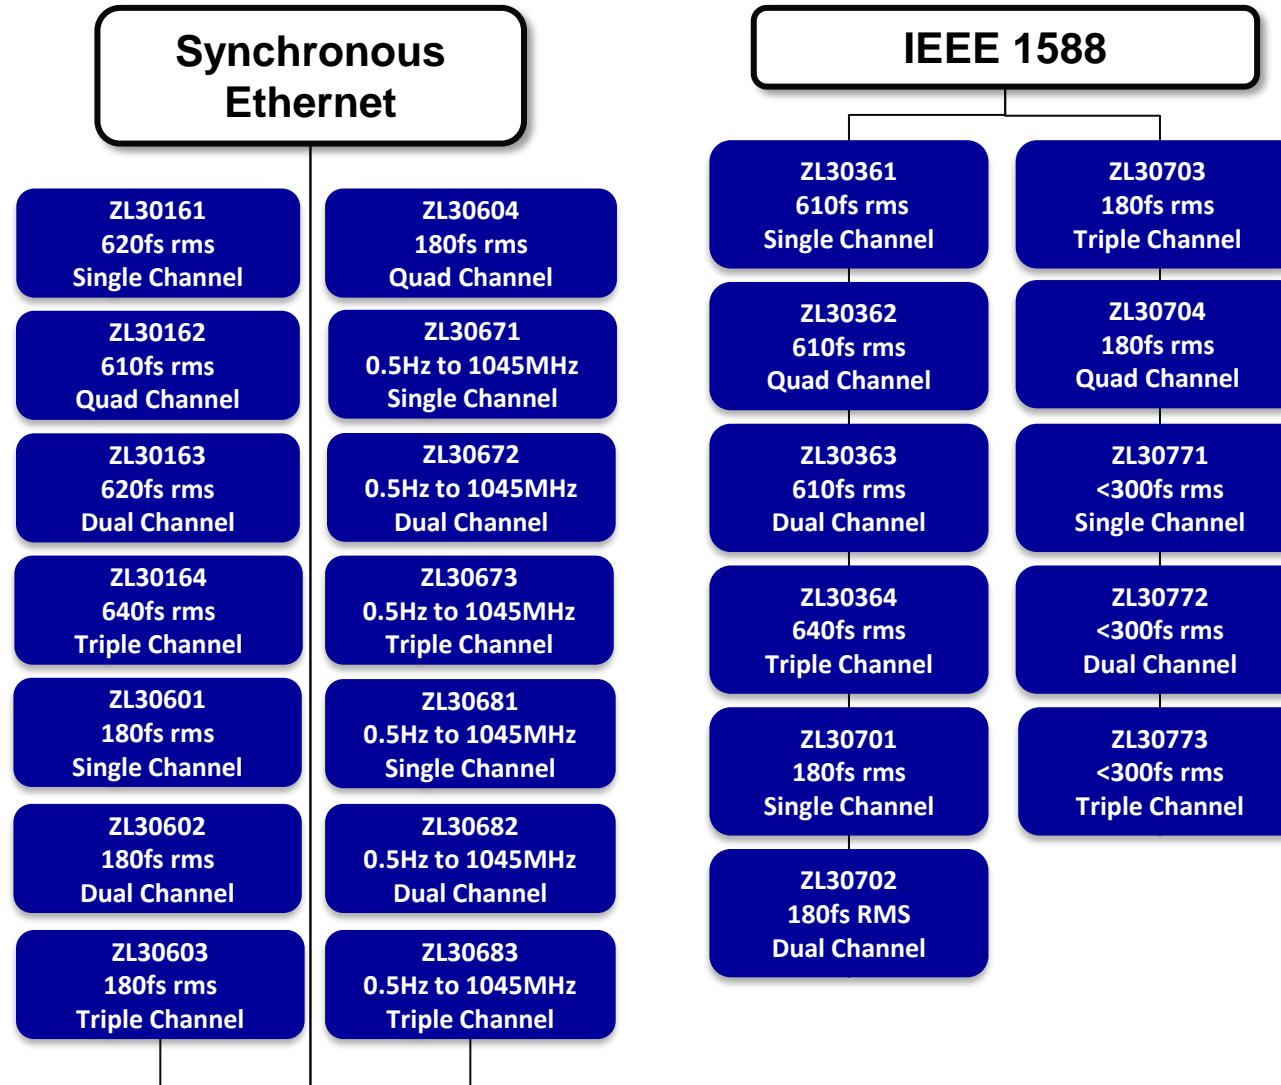 Synchronous
Ethernet
ZL30161
620fs rms
Single Channel
ZL30162
610fs rms
Quad Channel
ZL30163
620fs rms
Dual Channel
ZL30164
640fs rms
Triple Channel
ZL30601
180fs rms
Single Channel
ZL30602
180fs rms
Dual Channel
ZL30603
180fs rms
Triple Channel
ZL30604
180fs rms
Quad Channel
ZL30671
0.5Hz to 1045MHz
Single Channel
ZL30672
0.5Hz to 1045MHz
Dual Channel
ZL30673
0.5Hz to 1045MHz
Triple Channel
ZL30681
0.5Hz to 1045MHz
Single Channel
ZL30682
0.5Hz to 1045MHz
Dual Channel
ZL30683
0.5Hz to 1045MHz
Triple Channel
IEEE 1588
ZL30361
610fs rms
Single Channel
ZL30362
610fs rms
Quad Channel
ZL30363
610fs rms
Dual Channel
ZL30364
640fs rms
Triple Channel
ZL30701
180fs rms
Single Channel
ZL30702
180fs RMS
Dual Channel
ZL30703
180fs rms
Triple Channel
ZL30704
180fs rms
Quad Channel
ZL30771
<300fs rms
Single Channel
ZL30772
<300fs rms
Dual Channel
ZL30773
<300fs rms
Triple Channel